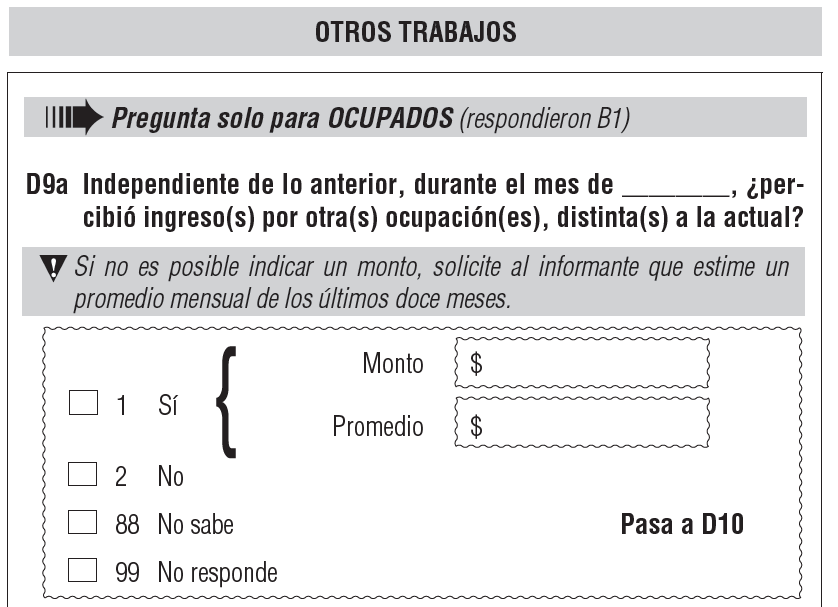 OTROS TRABAJOS
Pregunta solo para OCUPADOS (respondieron B1)
D9a Independiente de lo anterior, durante el mes de ________, ¿per-
cibió ingreso(s) por otra(s) ocupación(es), distinta(s) a la actual?
Si no es posible indicar un monto, solicite al informante que estime un
promedio mensual de los últimos doce meses.
Monto $
1 Sí
Promedio $
2 No
88 No sabe
Pasa a D10
99 No responde